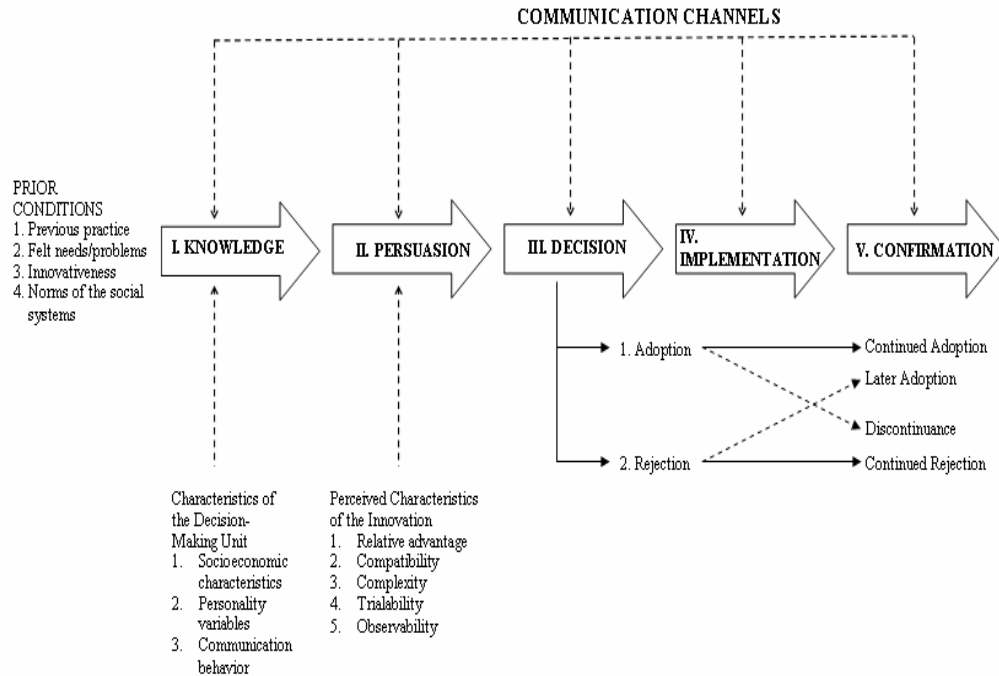 COMMUNICATION CHANNELS
PRIOR
CONDITIONS
1. Previous practice
2. Felt needs/problems
3. Innovativeness
4. Norms of the social
systems
I. KNOWLEDGE
II. PERSUASION
III. DECISION
IV.
IMPLEMENTATION
V. CONFIRMATION
1. Adoption
2. Rejection
Continued Adoption
Later Adoption
Discontinuance
Continued Rejection
Characteristics of
the Decision-
Making Unit
1. Socioeconomic
characteristics
2. Personality
variables
3. Communication
behavior
Perceived Characteristics
of the Innovation
1. Relative advantage
2. Compatibility
3. Complexity
4. Trialability
5. Observability